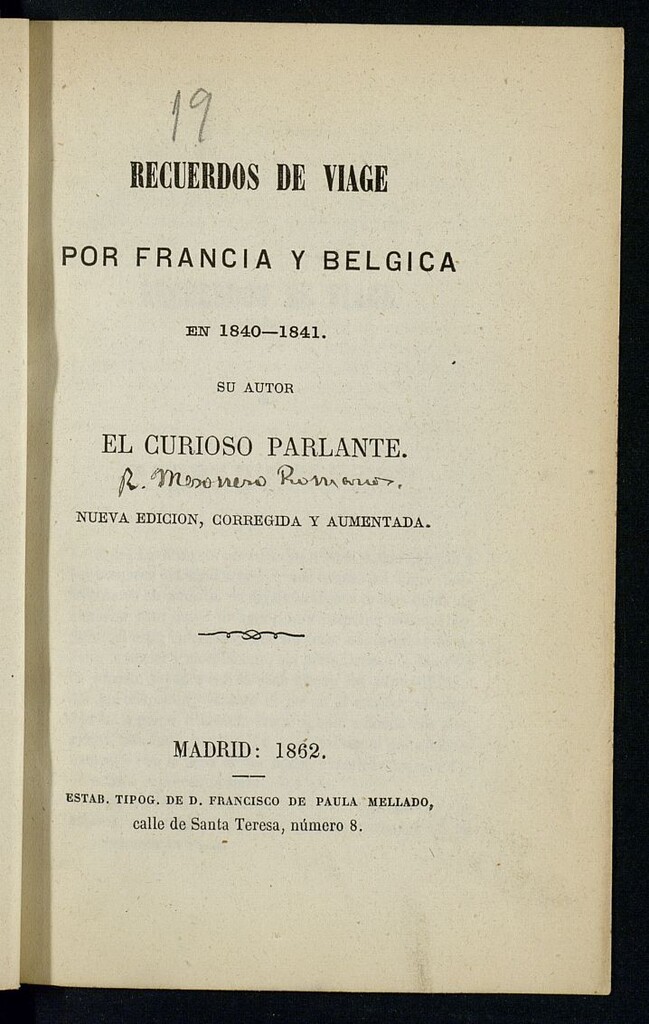 19
RECUERDOS DE VIAGE
POR FRANCIA Y BELGICA
EN 1840—1841.
SU AUTOR
EL CURIOSO PARLANTE.
R. Mesonero Romanos.
NUEVA EDICION, CORREGIDA Y AUMENTADA.
MADRID: 1862.
ESTAB. TIPOG. DE D. FRANCISCO DE PAULA MELLADO,
calle de Santa Teresa, número 8.